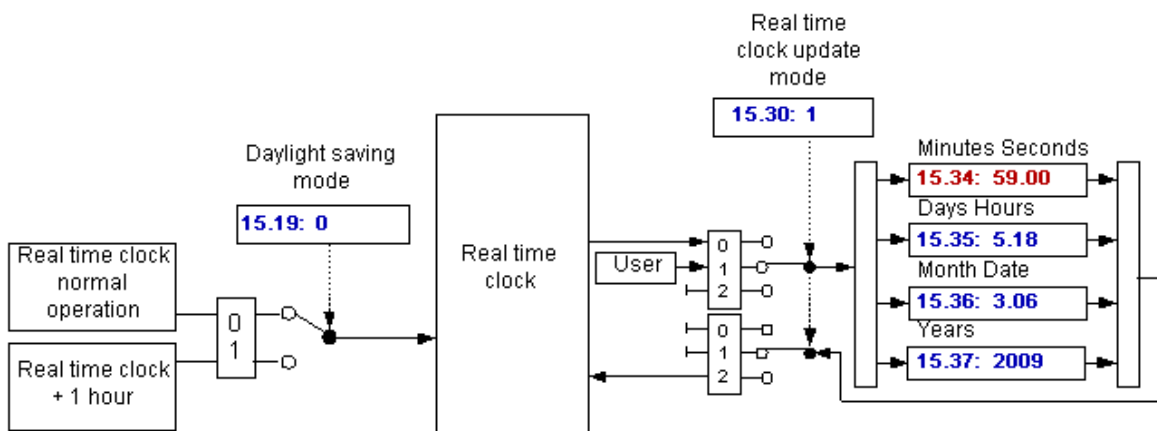 Real time
clock update
mode
15.30: 1
Minutes Seconds
15.34: 59.00
Days Hours
15.35: 5.18
Month Date
15.36: 3.06
Years
15.37: 2009
Daylight saving
mode
15.19: 0
Real time clock
normal
operation
0
1
Real time clock
+ 1 hour
Real time
clock
User
0
1
2
0
1
2